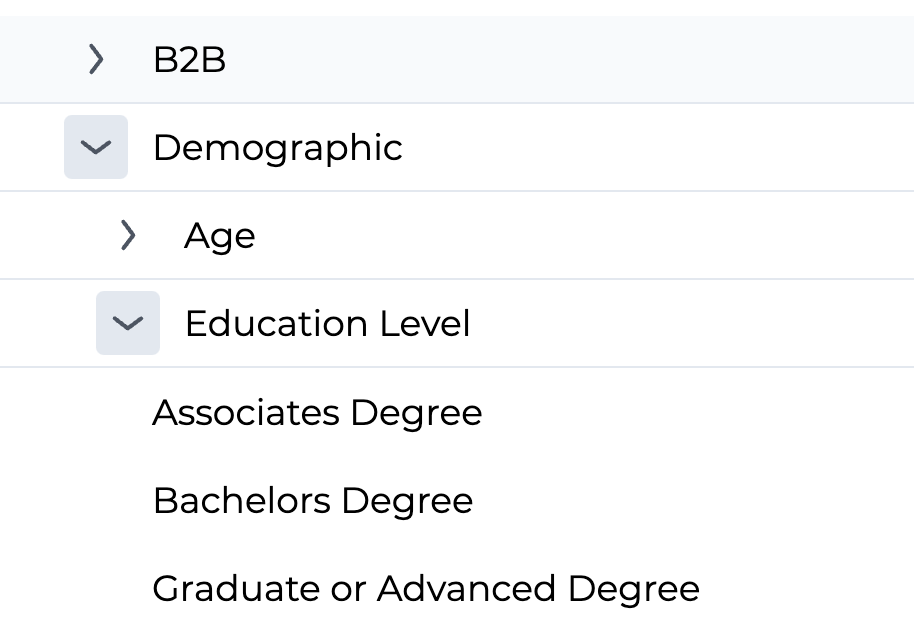 B2B
Demographic
Age
Education Level
Associates Degree
Bachelors Degree
Graduate or Advanced Degree